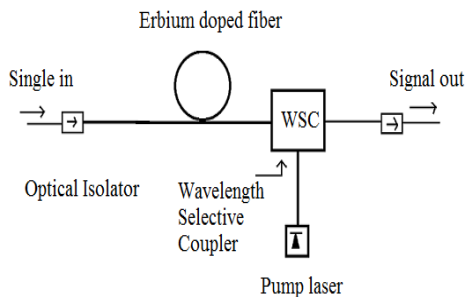 Erbium doped fiber
Single in
Signal out
WSC
Optical Isolator
Wavelength
Selective
Coupler
Pump laser